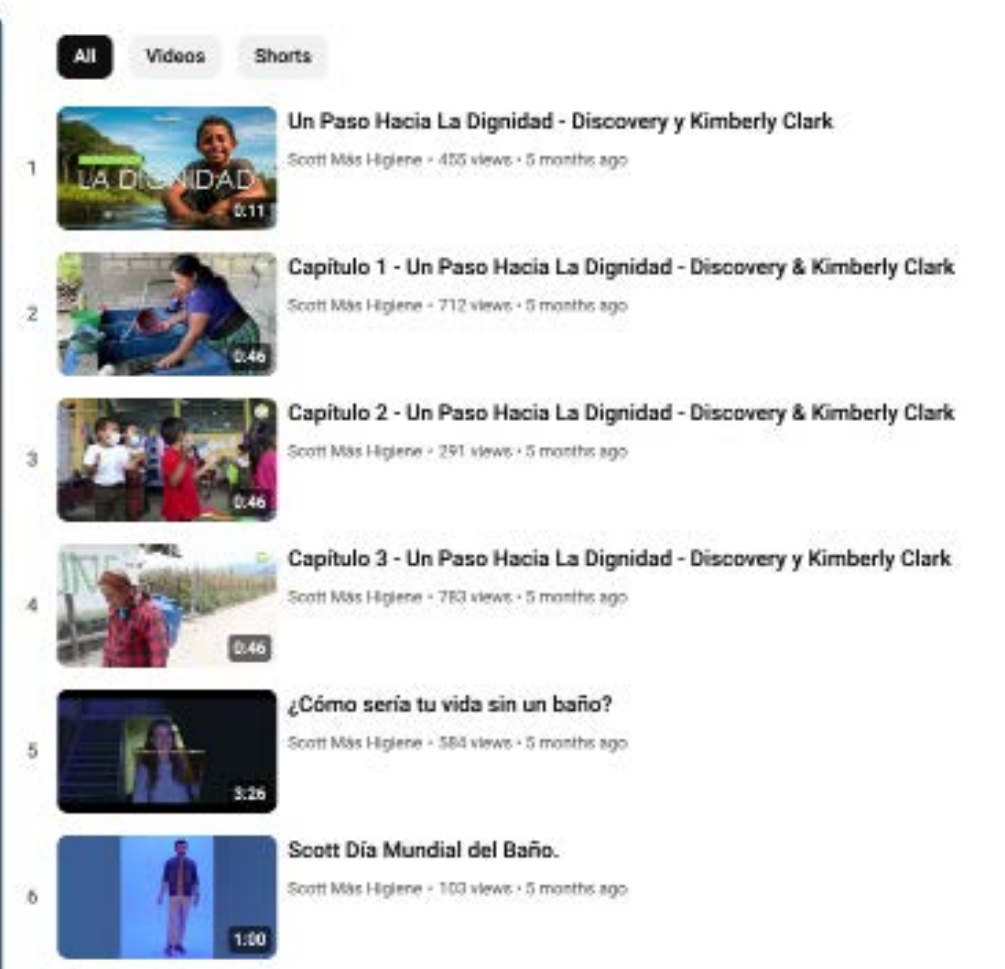 All Videos Shorts
1
LA DIGNIDAD
0:11
Un Paso Hacia La Dignidad - Discovery y Kimberly Clark
Scott Más Higiene • 455 views • 5 months ago
2
0:46
Capítulo 1 - Un Paso Hacia La Dignidad - Discovery & Kimberly Clark
Scott Más Higiene • 712 views • 5 months ago
3
0:46
Capítulo 2 - Un Paso Hacia La Dignidad - Discovery & Kimberly Clark
Scott Más Higiene • 291 views • 5 months ago
4
0:46
Capítulo 3 - Un Paso Hacia La Dignidad - Discovery y Kimberly Clark
Scott Más Higiene • 783 views • 5 months ago
5
3:26
¿Cómo sería tu vida sin un baño?
Scott Más Higiene • 584 views • 5 months ago
6
1:00
Scott Día Mundial del Baño.
Scott Más Higiene • 103 views • 5 months ago